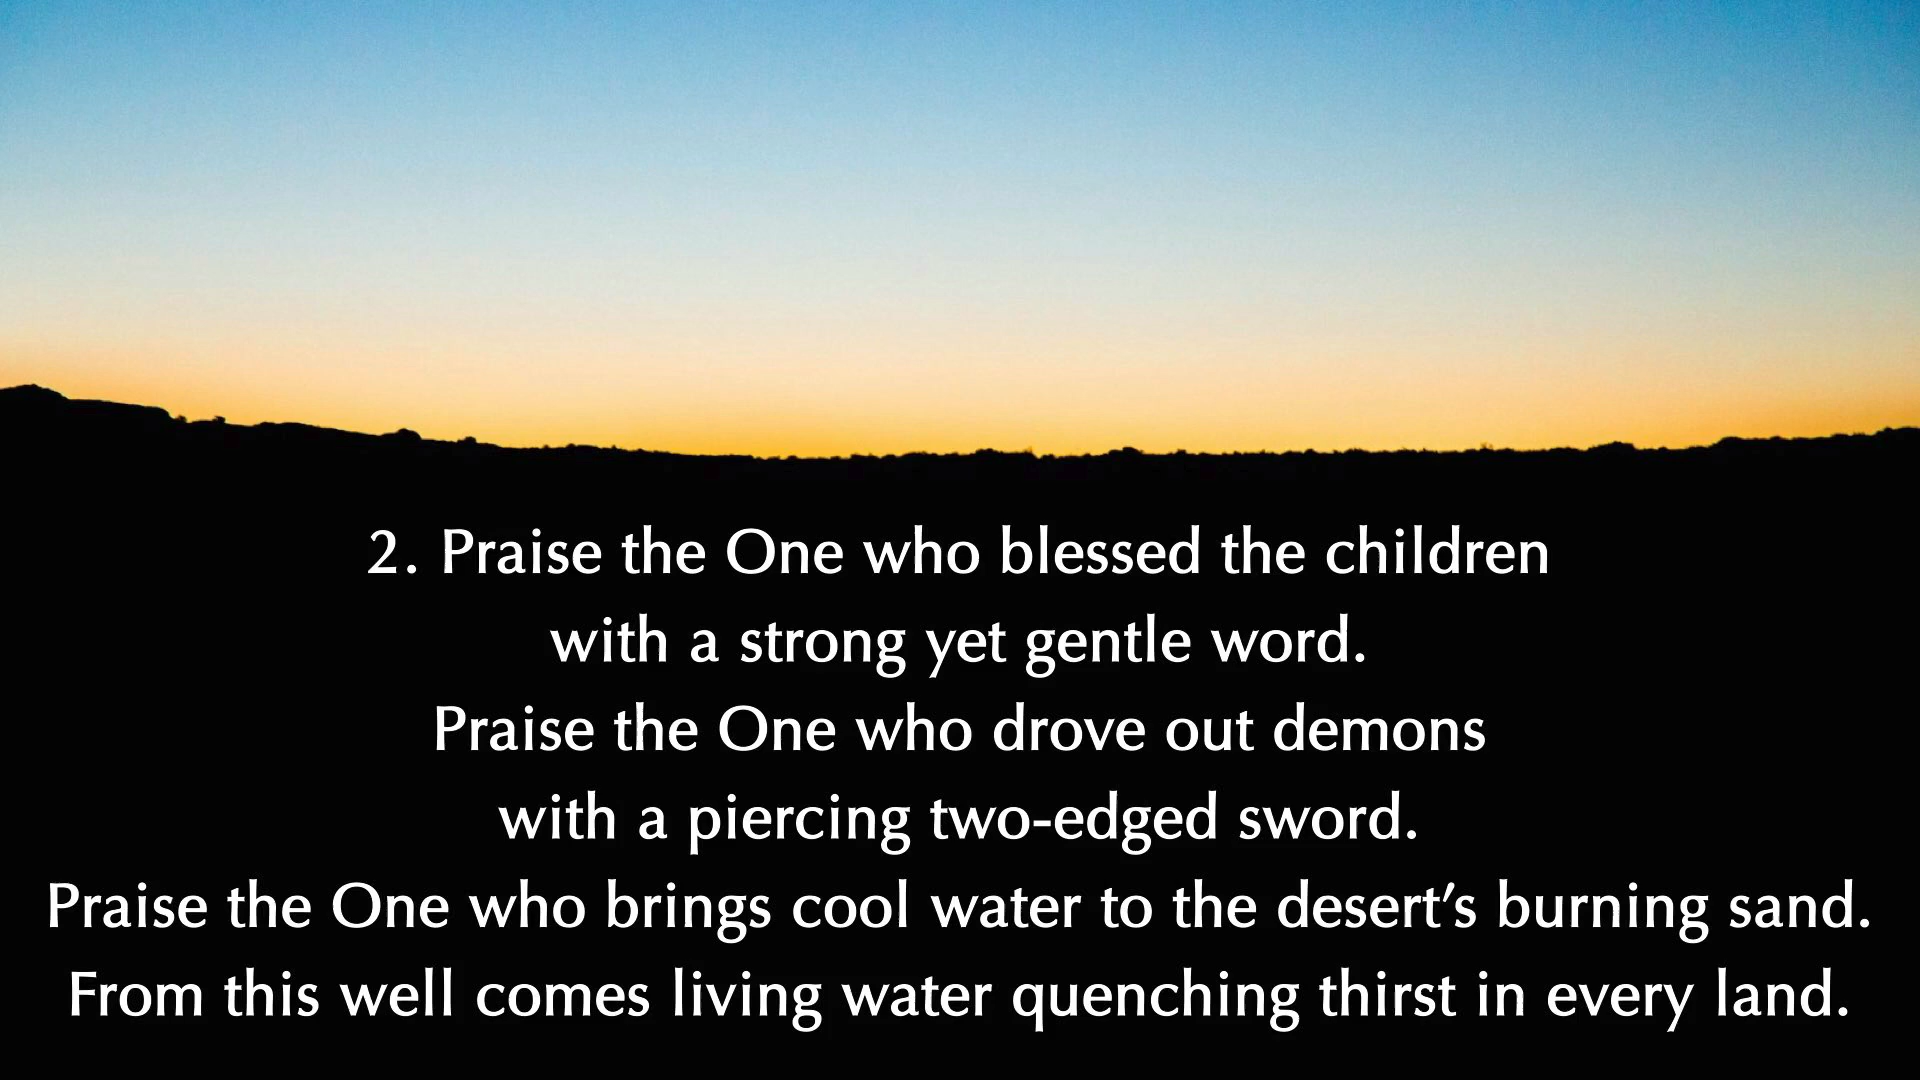 2. Praise the One who blessed the children
with a strong yet gentle word.
Praise the One who drove out demons
with a piercing two-edged sword.
Praise the One who brings cool water to the desert’s burning sand.
From this well comes living water quenching thirst in every land.